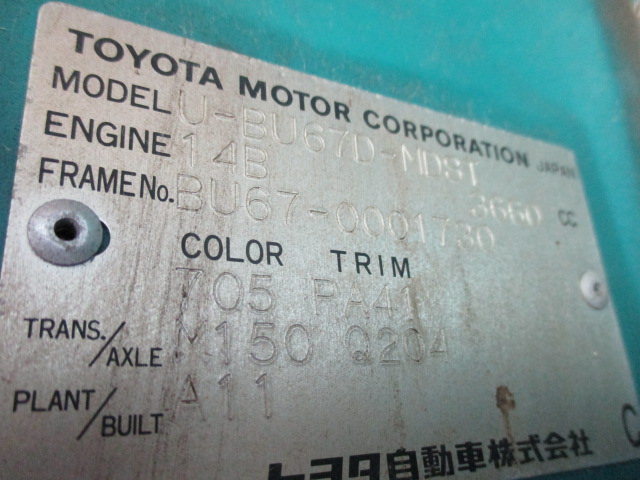 TOYOTA MOTOR CORPORATION JAPAN
MODEL U-BU67D-MDST
ENGINE 14B 3660 CC
FRAME No. BU67-0001730
COLOR TRIM
705 PA41
TRANS./AXLE M150 Q204
PLANT/BUILT A11
トヨタ自動車株式会社